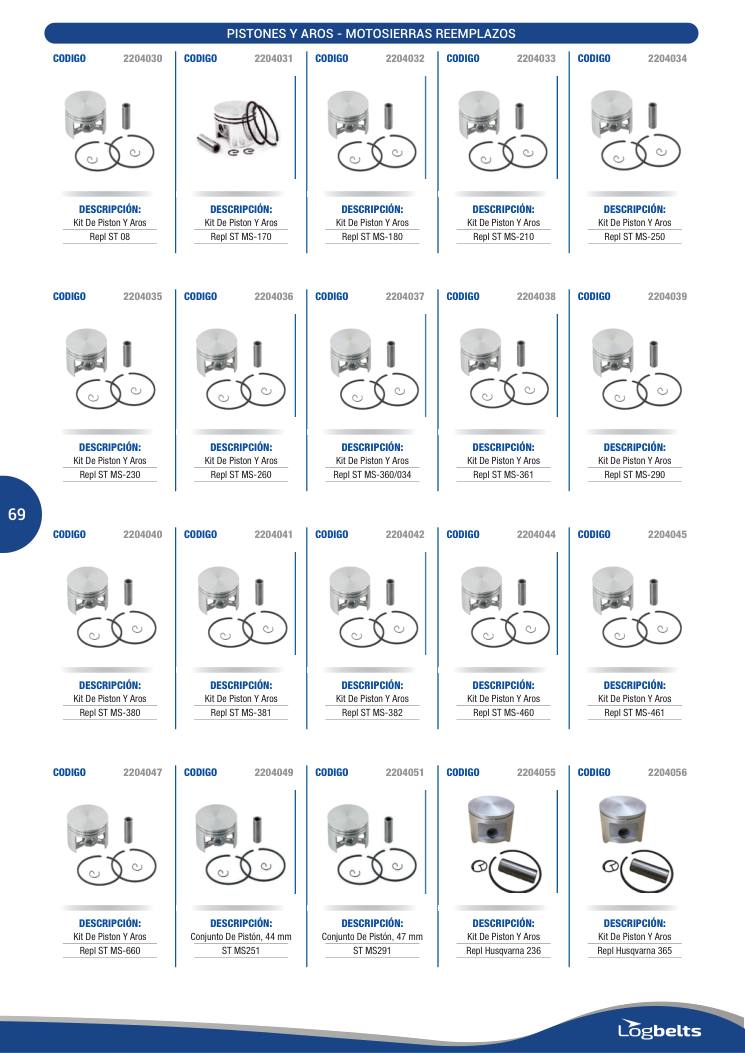 PISTONES Y AROS - MOTOSIERRAS REEMPLAZOS
CODIGO 2204030
DESCRIPCIÓN:
Kit De Piston Y Aros
Repl ST 08
CODIGO 2204031
DESCRIPCIÓN:
Kit De Piston Y Aros
Repl ST MS-170
CODIGO 2204032
DESCRIPCIÓN:
Kit De Piston Y Aros
Repl ST MS-180
CODIGO 2204033
DESCRIPCIÓN:
Kit De Piston Y Aros
Repl ST MS-210
CODIGO 2204034
DESCRIPCIÓN:
Kit De Piston Y Aros
Repl ST MS-250
CODIGO 2204035
DESCRIPCIÓN:
Kit De Piston Y Aros
Repl ST MS-230
CODIGO 2204036
DESCRIPCIÓN:
Kit De Piston Y Aros
Repl ST MS-260
CODIGO 2204037
DESCRIPCIÓN:
Kit De Piston Y Aros
Repl ST MS-360/034
CODIGO 2204038
DESCRIPCIÓN:
Kit De Piston Y Aros
Repl ST MS-361
CODIGO 2204039
DESCRIPCIÓN:
Kit De Piston Y Aros
Repl ST MS-290
69
CODIGO 2204040
DESCRIPCIÓN:
Kit De Piston Y Aros
Repl ST MS-380
CODIGO 2204041
DESCRIPCIÓN:
Kit De Piston Y Aros
Repl ST MS-381
CODIGO 2204042
DESCRIPCIÓN:
Kit De Piston Y Aros
Repl ST MS-382
CODIGO 2204044
DESCRIPCIÓN:
Kit De Piston Y Aros
Repl ST MS-460
CODIGO 2204045
DESCRIPCIÓN:
Kit De Piston Y Aros
Repl ST MS-461
CODIGO 2204047
DESCRIPCIÓN:
Kit De Piston Y Aros
Repl ST MS-660
CODIGO 2204049
DESCRIPCIÓN:
Conjunto De Pistón, 44 mm
ST MS251
CODIGO 2204051
DESCRIPCIÓN:
Conjunto De Pistón, 47 mm
ST MS291
CODIGO 2204055
DESCRIPCIÓN:
Kit De Piston Y Aros
Repl Husqvarna 236
CODIGO 2204056
DESCRIPCIÓN:
Kit De Piston Y Aros
Repl Husqvarna 365
Logbelts